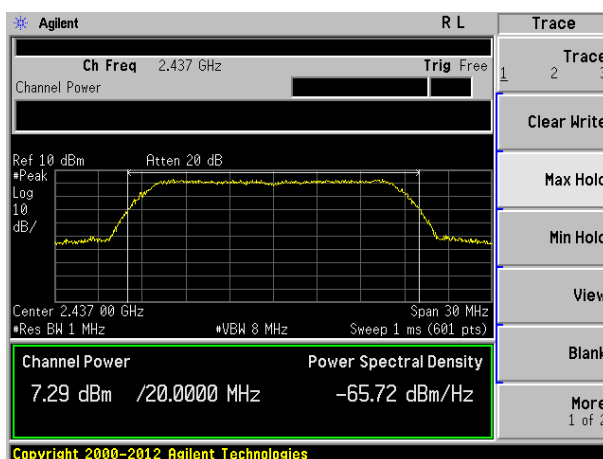 Agilent R L Trace
Ch Freq 2.437 GHz Trig Free
Channel Power
Trace
1 2 3
Clear Write
Max Hold
Min Hold
View
Blank
More
1 of 2
Ref 10 dBm Atten 20 dB
#Peak
Log
10
dB/
Center 2.437 00 GHz Span 30 MHz
#Res BW 1 MHz #VBW 8 MHz Sweep 1 ms (601 pts)
Channel Power Power Spectral Density
7.29 dBm /20.0000 MHz -65.72 dBm/Hz
Copyright 2000-2012 Agilent Technologies